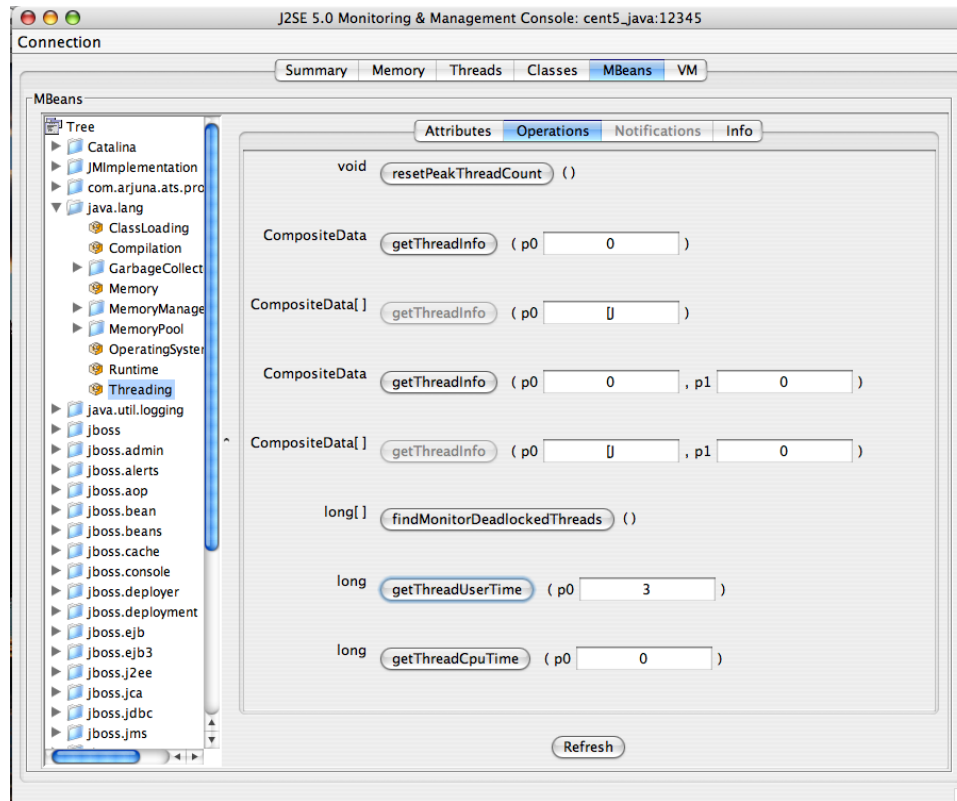 J2SE 5.0 Monitoring & Management Console: cent5_java:12345
Connection
Summary Memory Threads Classes MBeans VM
MBeans
Tree
Catalina
JMImplementation
com.arjuna.ats.pro
java.lang
ClassLoading
Compilation
GarbageCollect
Memory
MemoryManage
MemoryPool
OperatingSyster
Runtime
Threading
java.util.logging
jboss
jboss.admin
jboss.alerts
jboss.aop
jboss.bean
jboss.beans
jboss.cache
jboss.console
jboss.deployer
jboss.deployment
jboss.ejb
jboss.ejb3
jboss.j2ee
jboss.jca
jboss.jdbc
jboss.jms
Attributes Operations Notifications Info
void resetPeakThreadCount ()
CompositeData getThreadInfo ( p0 0 )
CompositeData[] getThreadInfo ( p0 [J )
CompositeData getThreadInfo ( p0 0 , p1 0 )
CompositeData[] getThreadInfo ( p0 [J , p1 0 )
long[] findMonitorDeadlockedThreads ()
long getThreadUserTime ( p0 3 )
long getThreadCpuTime ( p0 0 )
Refresh